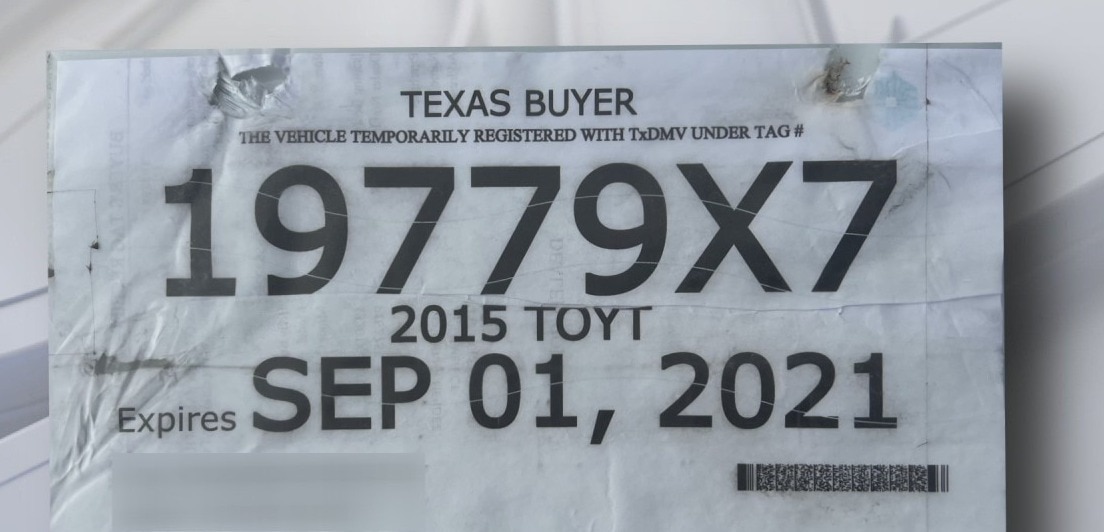 TEXAS BUYER
THE VEHICLE TEMPORARILY REGISTERED WITH TxDMV UNDER TAG #
19779X7
2015 TOYT
Expires SEP 01, 2021